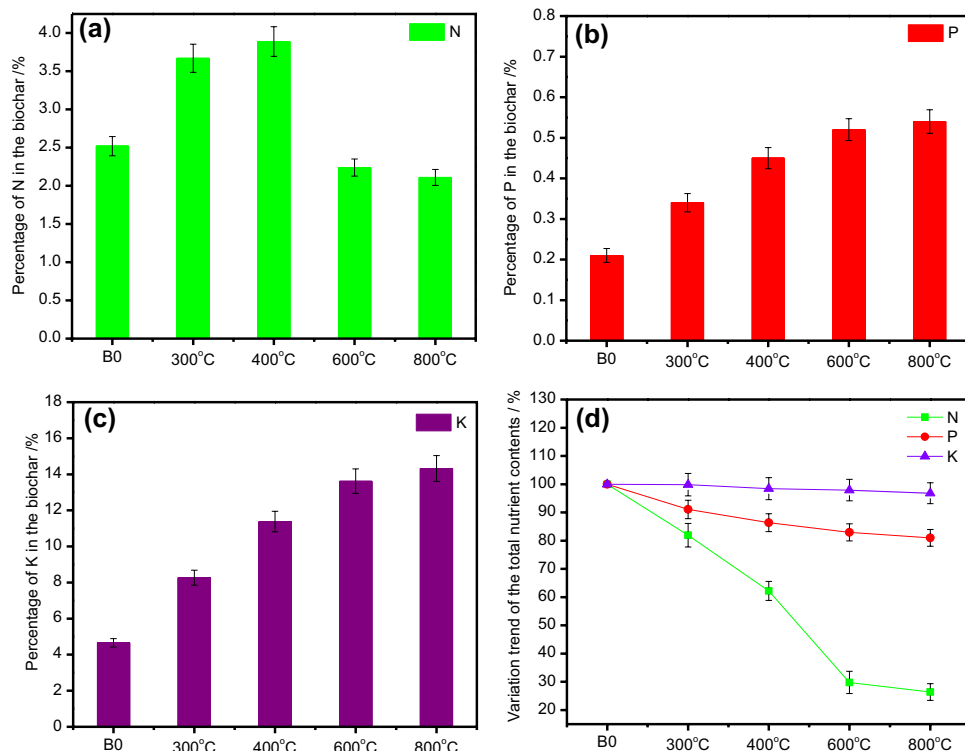 (a)
N
Percentage of N in the biochar /%
4.0
3.5
3.0
2.5
2.0
1.5
1.0
0.5
0.0
B0 300°C 400°C 600°C 800°C
(b)
P
Percentage of P in the biochar /%
0.8
0.7
0.6
0.5
0.4
0.3
0.2
0.1
0.0
B0 300°C 400°C 600°C 800°C
(c)
K
Percentage of K in the biochar /%
18
16
14
12
10
8
6
4
2
0
B0 300°C 400°C 600°C 800°C
(d)
N
P
K
Variation trend of the total nutrient contents / %
130
120
110
100
90
80
70
60
50
40
30
20
B0 300°C 400°C 600°C 800°C